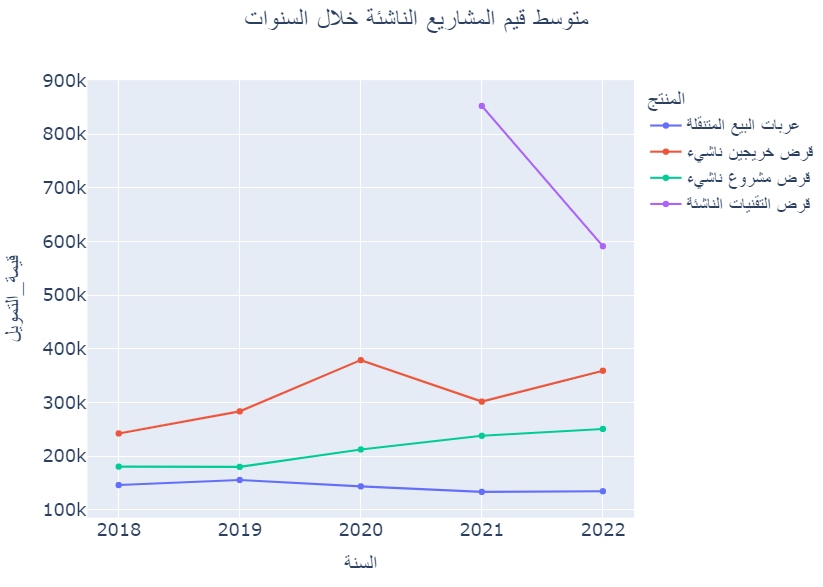 متوسط قيم المشاريع الناشئة خلال السنوات
900k
800k
700k
600k
500k
400k
300k
200k
100k
قيمة_التمويل
2018
2019
2020
2021
2022
السنة
المنتج
عربات البيع المتنقلة
قرض خريجين ناشيء
قرض مشروع ناشيء
قرض التقنيات الناشئة